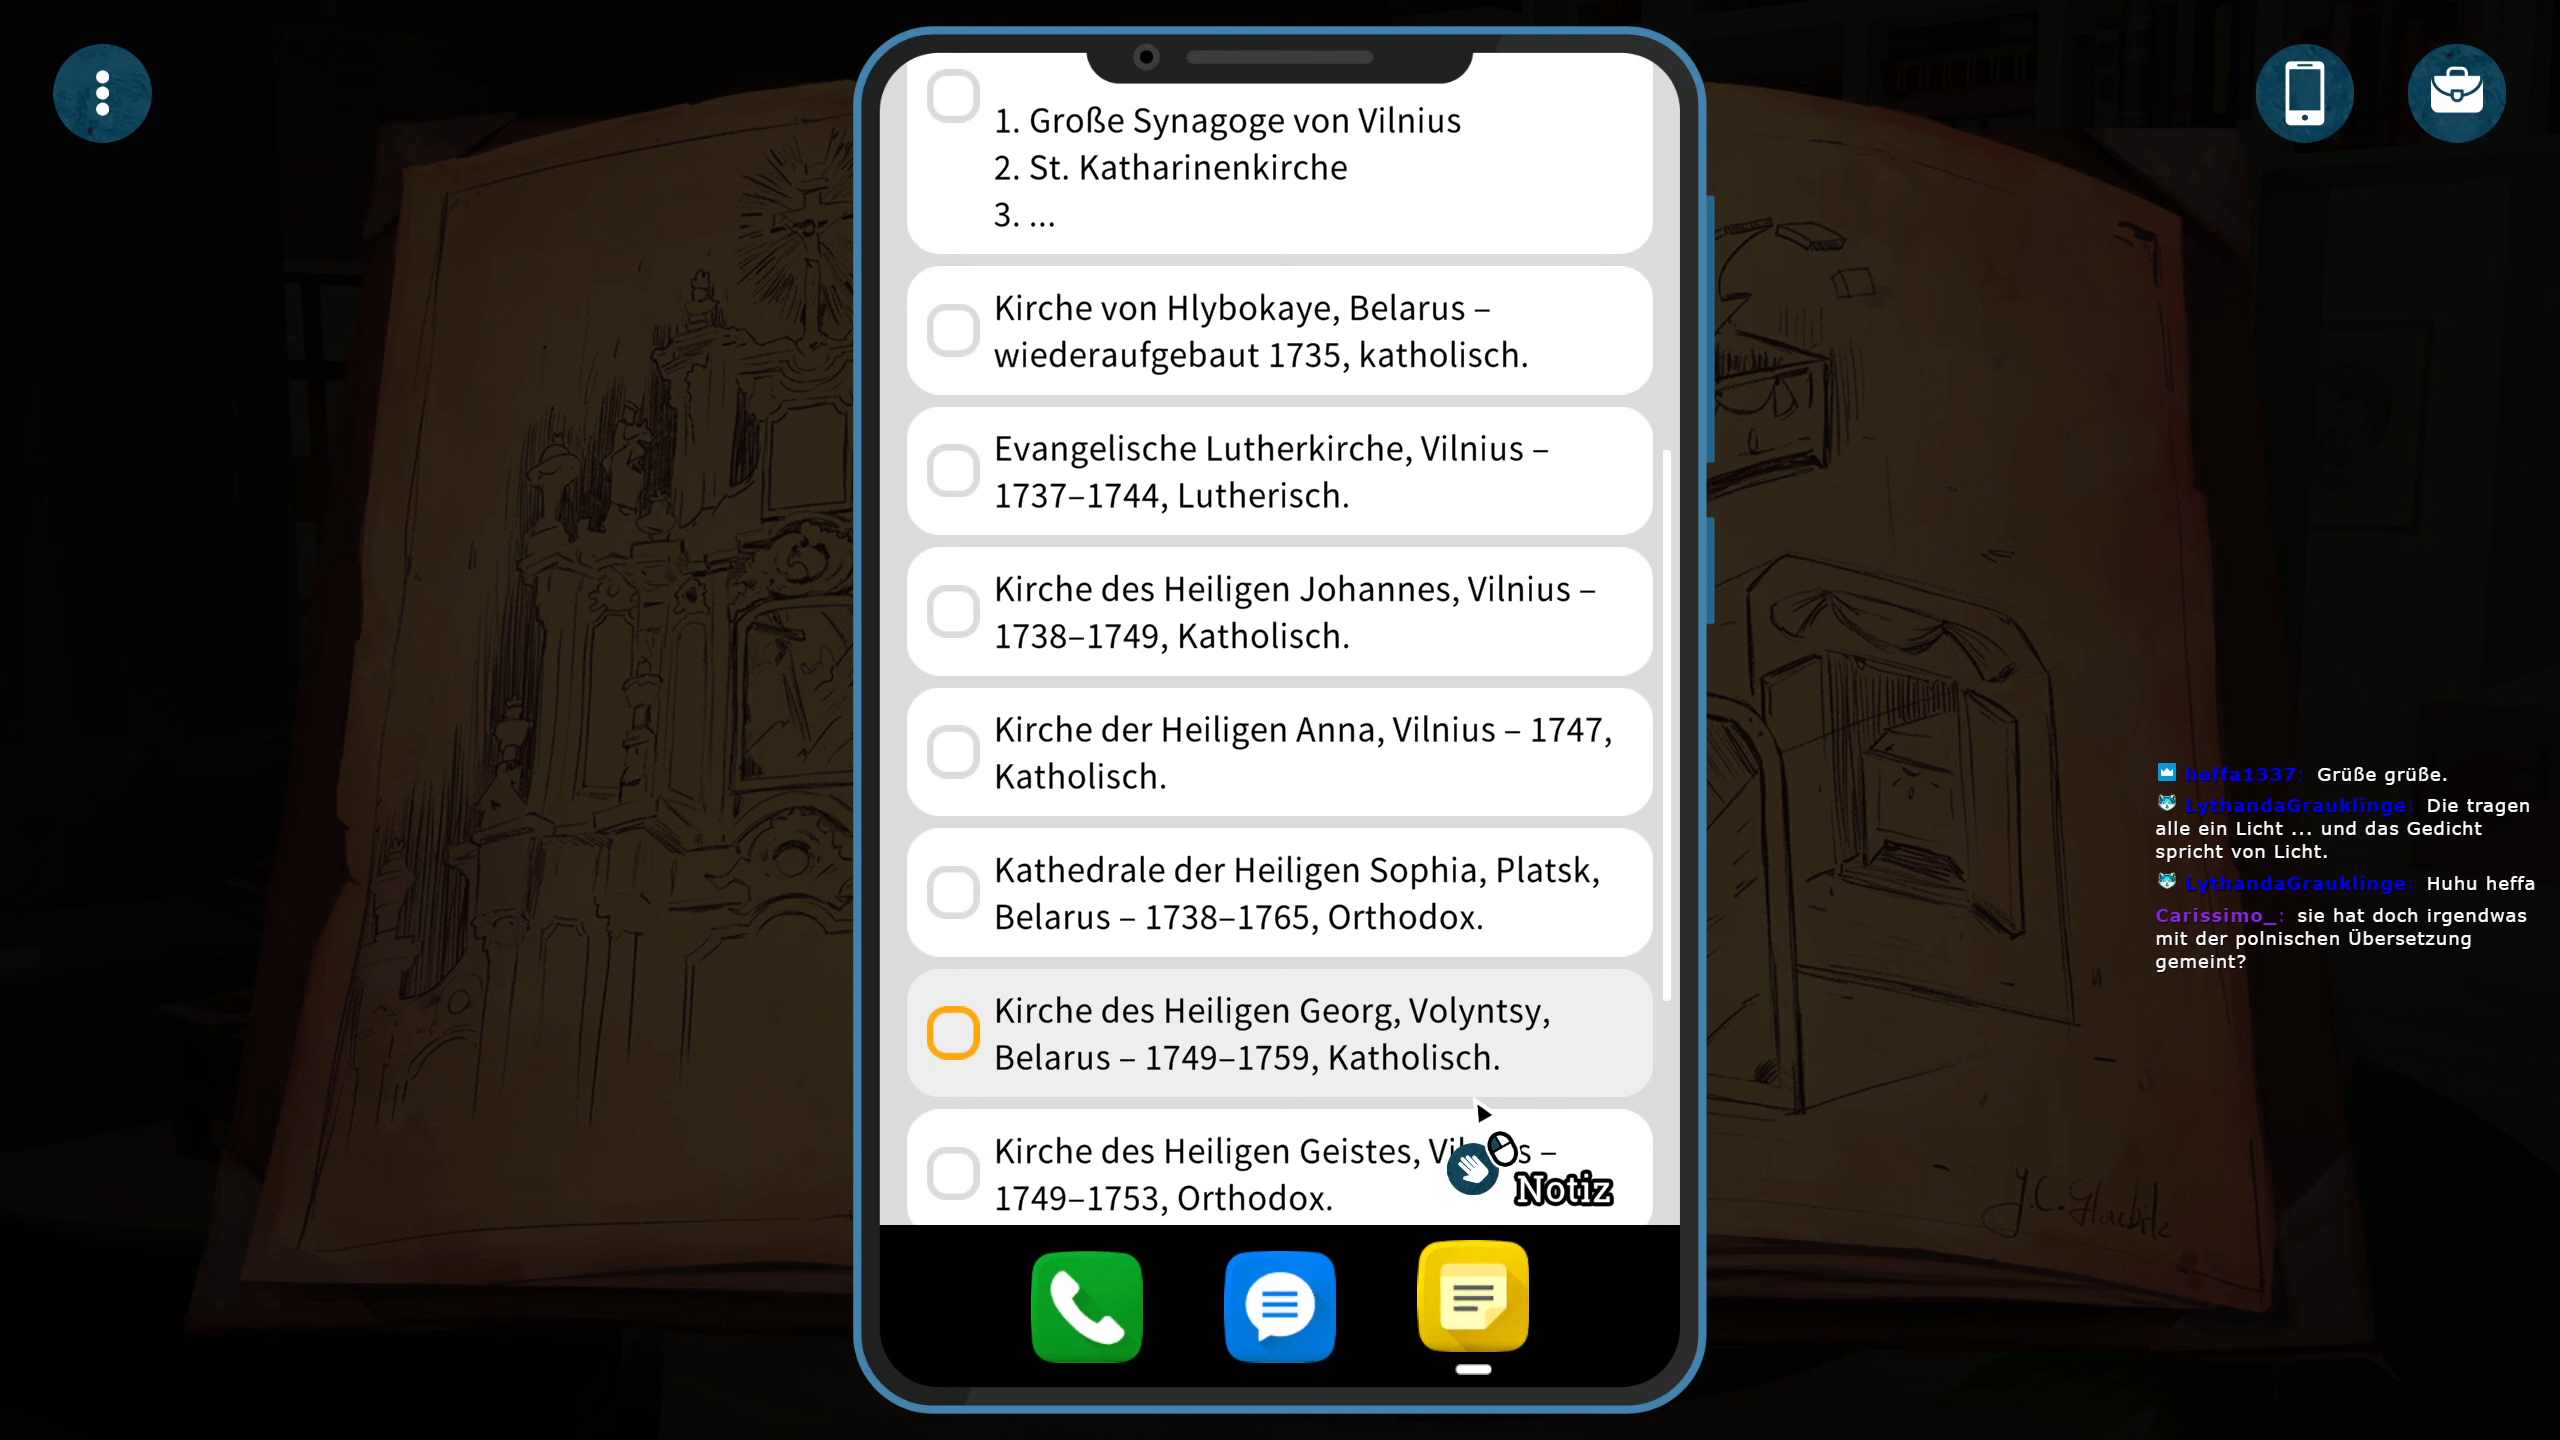 1. Große Synagoge von Vilnius
2. St. Katharinenkirche
3. ...
Kirche von Hlybokaye, Belarus –
wiederaufgebaut 1735, katholisch.
Evangelische Lutherkirche, Vilnius –
1737–1744, Lutherisch.
Kirche des Heiligen Johannes, Vilnius –
1738–1749, Katholisch.
Kirche der Heiligen Anna, Vilnius – 1747,
Katholisch.
Kathedrale der Heiligen Sophia, Platsk,
Belarus – 1738–1765, Orthodox.
Kirche des Heiligen Georg, Volyntsy,
Belarus – 1749–1759, Katholisch.
Kirche des Heiligen Geistes, –
1749–1753, Orthodox.
Notiz
heffa1337: Grüße grüße.
LythandaGrauklinge: Die tragen
alle ein Licht ... und das Gedicht
spricht von Licht.
LythandaGrauklinge: Huhu heffa
Carissimo_: sie hat doch irgendwas
mit der polnischen Übersetzung
gemeint?
J.C. Glaubitz